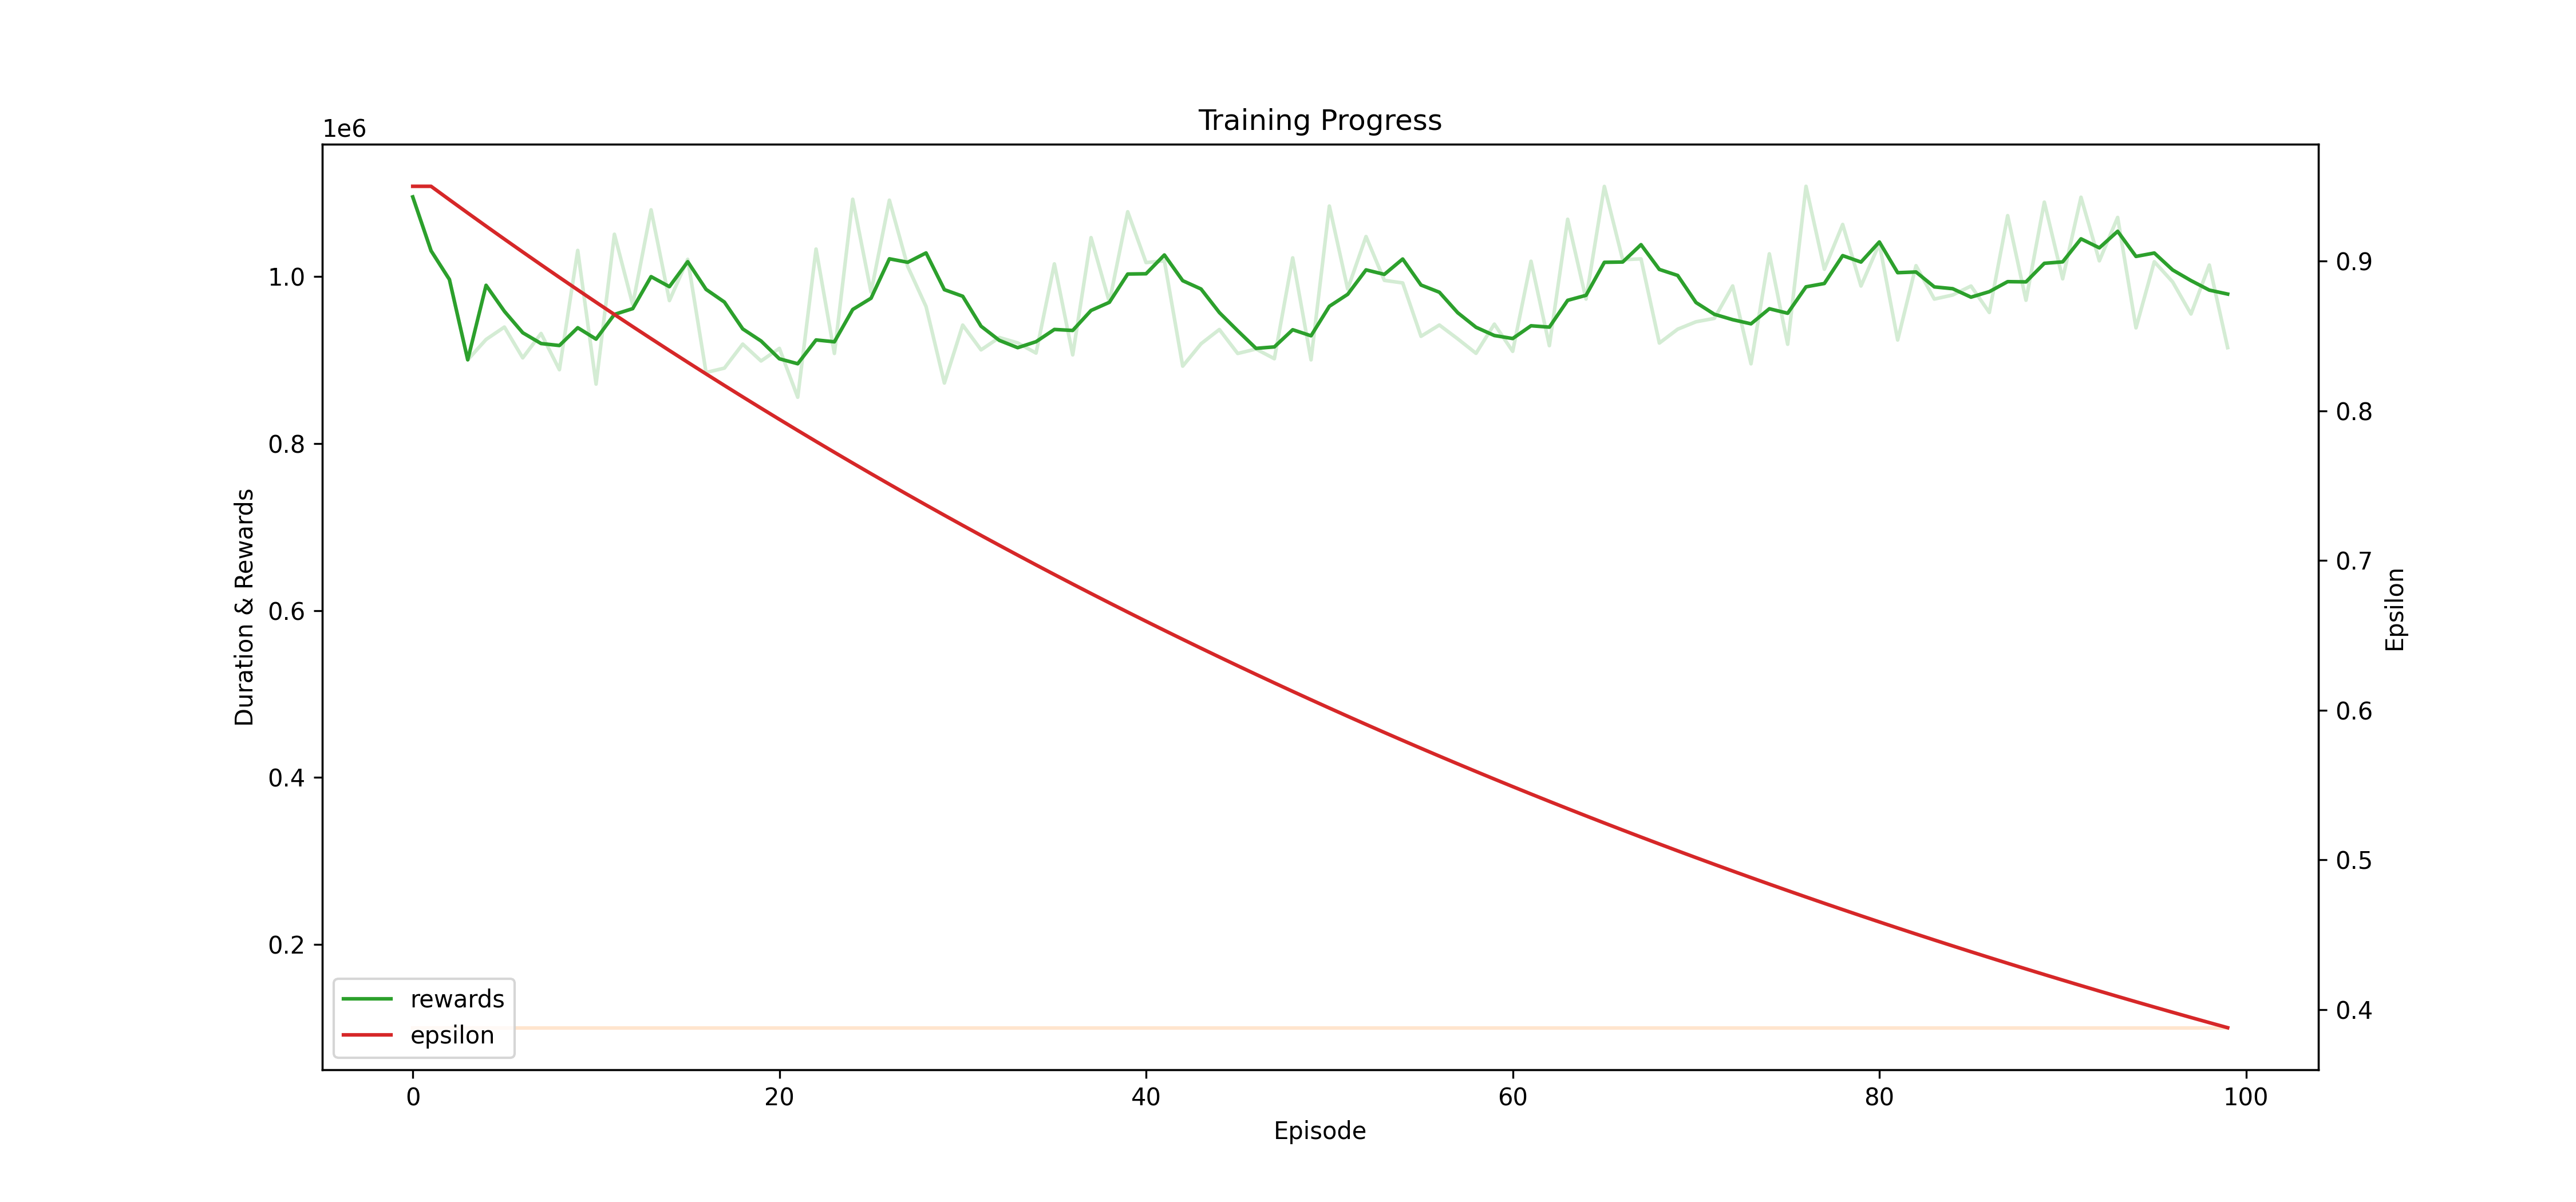 Training Progress
1e6
1.0
0.8
0.6
0.4
0.2
Duration & Rewards
0.9
0.8
0.7
0.6
0.5
0.4
Epsilon
rewards
epsilon
0 20 40 60 80 100
Episode